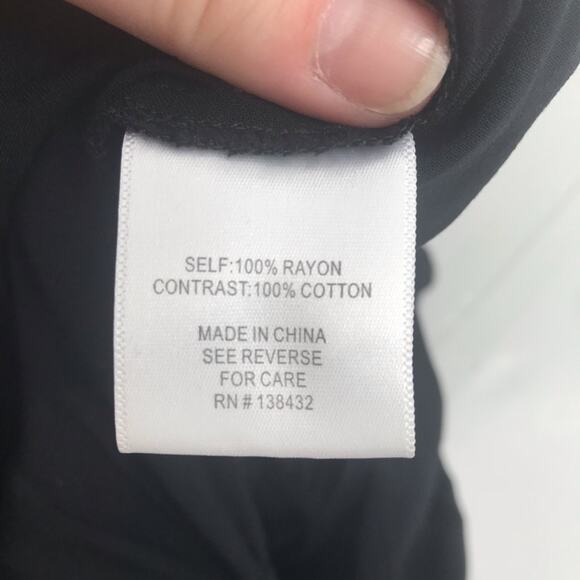 SELF:100% RAYON
CONTRAST:100% COTTON
MADE IN CHINA
SEE REVERSE
FOR CARE
RN # 138432